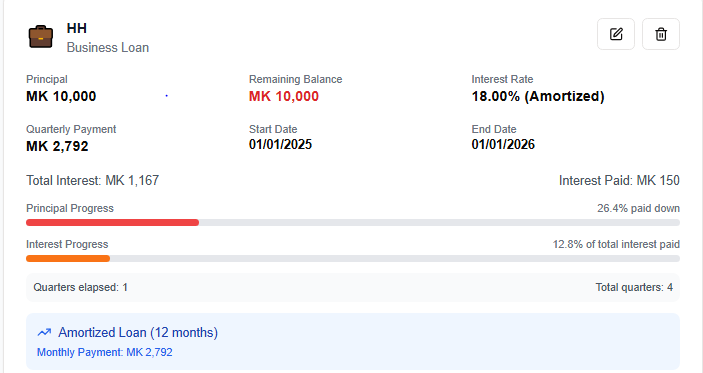 HH
Business Loan
Principal Remaining Balance Interest Rate
MK 10,000 MK 10,000 18.00% (Amortized)
Quarterly Payment Start Date End Date
MK 2,792 01/01/2025 01/01/2026
Total Interest: MK 1,167 Interest Paid: MK 150
Principal Progress 26.4% paid down
Interest Progress 12.8% of total interest paid
Quarters elapsed: 1 Total quarters: 4
Amortized Loan (12 months)
Monthly Payment: MK 2,792